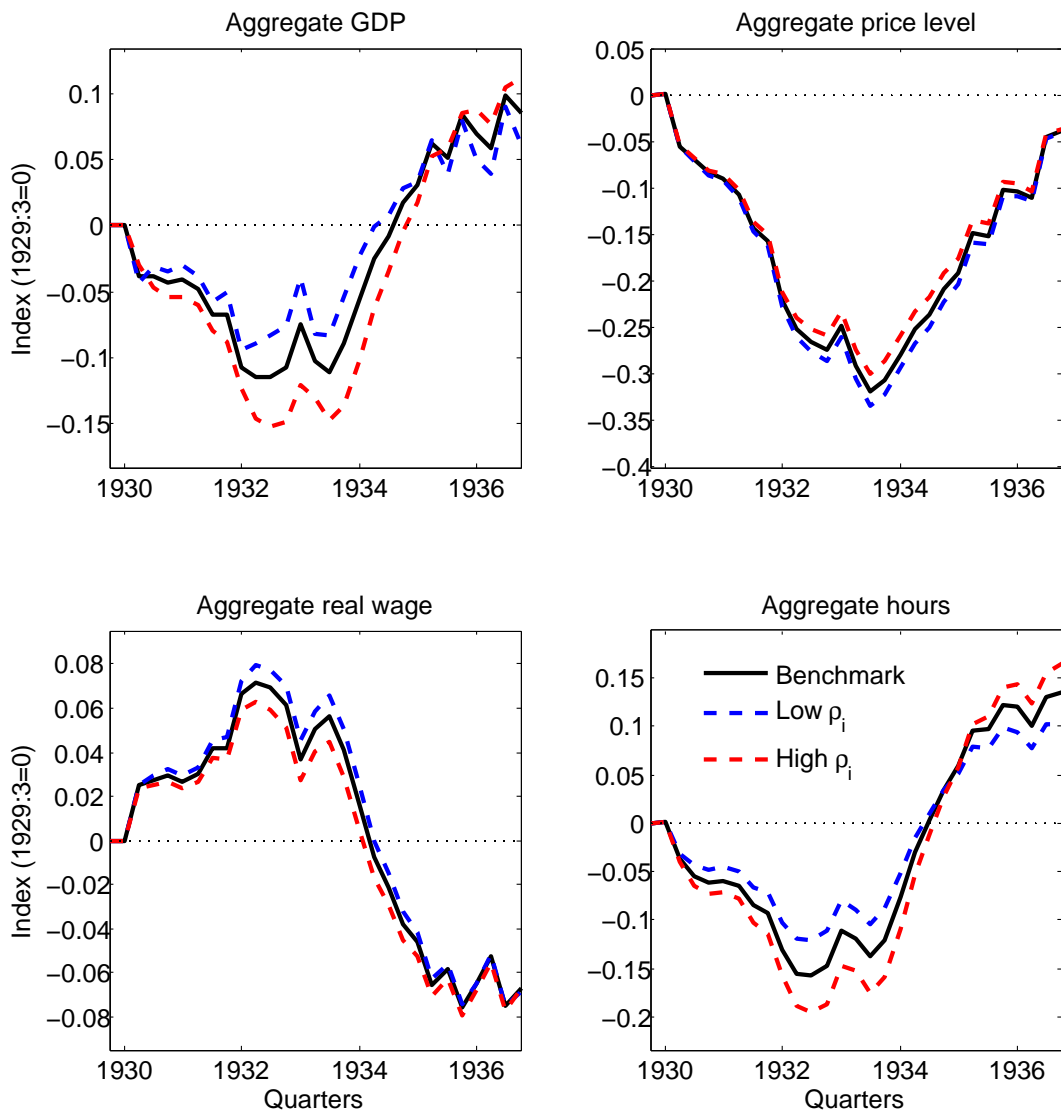 Aggregate GDP
0.1
0.05
0
−0.05
−0.1
−0.15
1930 1932 1934 1936
Index (1929:3=0)
Aggregate price level
0.05
0
−0.05
−0.1
−0.15
−0.2
−0.25
−0.3
−0.35
−0.4
1930 1932 1934 1936
Aggregate real wage
0.08
0.06
0.04
0.02
0
−0.02
−0.04
−0.06
−0.08
1930 1932 1934 1936
Index (1929:3=0)
Quarters
Aggregate hours
0.15
0.1
0.05
0
−0.05
−0.1
−0.15
−0.2
Benchmark
Low ρi
High ρi
1930 1932 1934 1936
Quarters